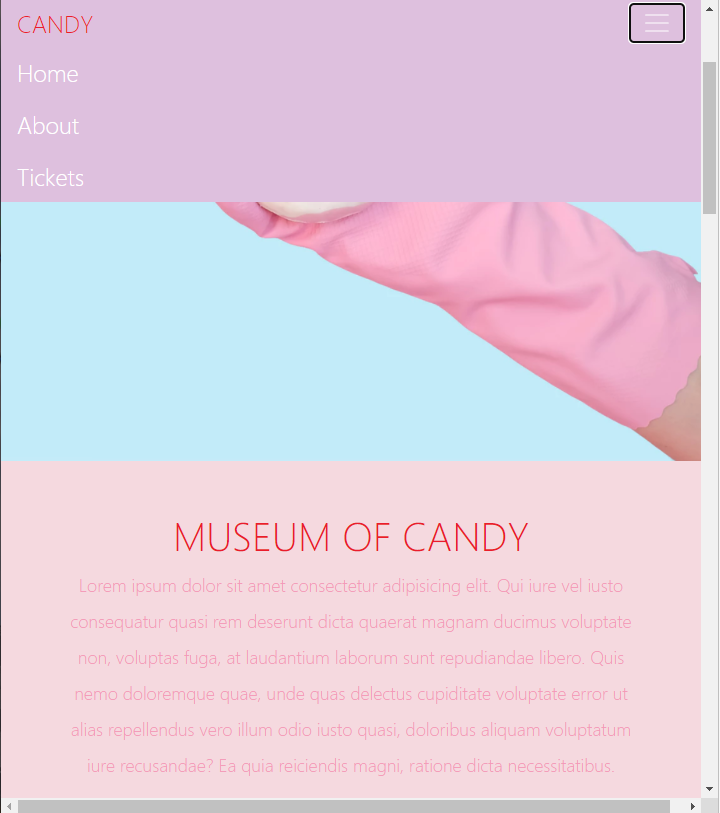 CANDY
Home
About
Tickets
MUSEUM OF CANDY
Lorem ipsum dolor sit amet consectetur adipisicing elit. Qui iure vel iusto
consequatur quasi rem deserunt dicta quaerat magnam ducimus voluptate
non, voluptas fuga, at laudantium laborum sunt repudiandae libero. Quis
nemo doloremque quae, unde quas delectus cupiditate voluptate error ut
alias repellendus vero illum odio iusto quasi, doloribus aliquam voluptatum
iure recusandae? Ea quia reiciendis magni, ratione dicta necessitatibus.